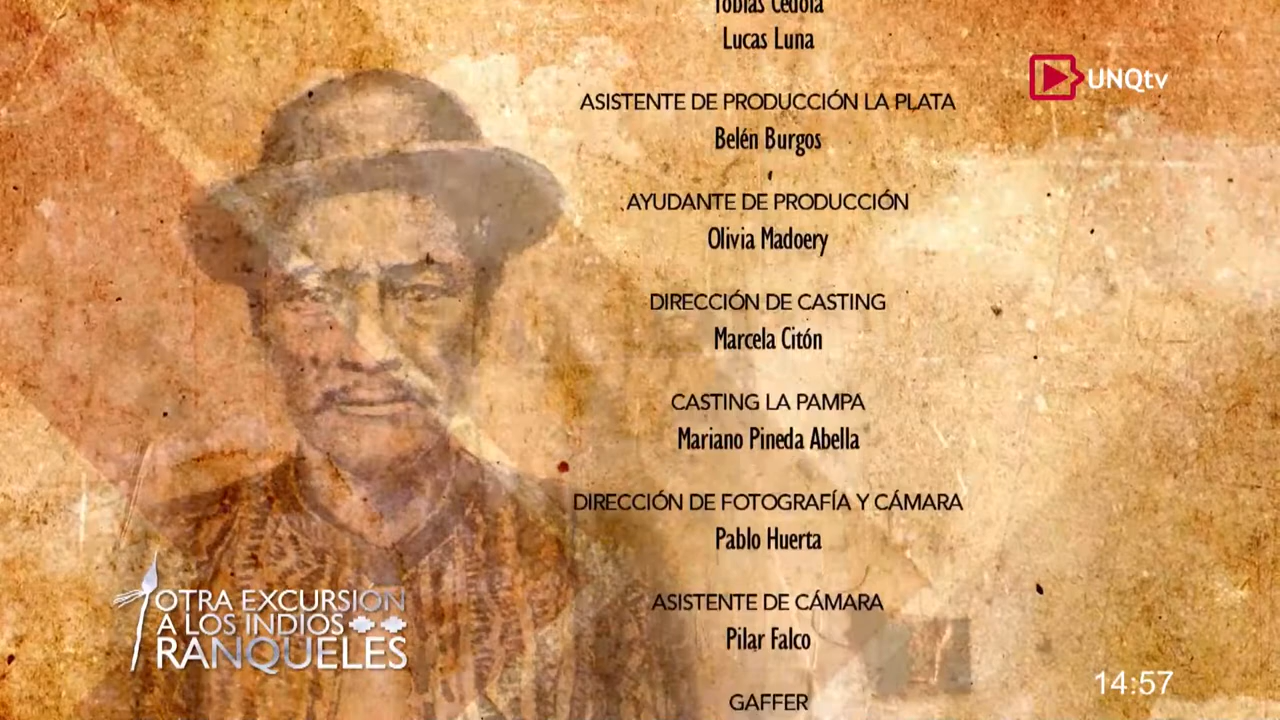 Tobías Cédola
Lucas Luna
ASISTENTE DE PRODUCCIÓN LA PLATA
Belén Burgos
AYUDANTE DE PRODUCCIÓN
Olivia Madoery
DIRECCIÓN DE CASTING
Marcela Citón
CASTING LA PAMPA
Mariano Pineda Abella
DIRECCIÓN DE FOTOGRAFÍA Y CÁMARA
Pablo Huerta
ASISTENTE DE CÁMARA
Pilar Falco
GAFFER
UNQtv
OTRA EXCURSIÓN
A LOS INDIOS
RANQUELES
14:57